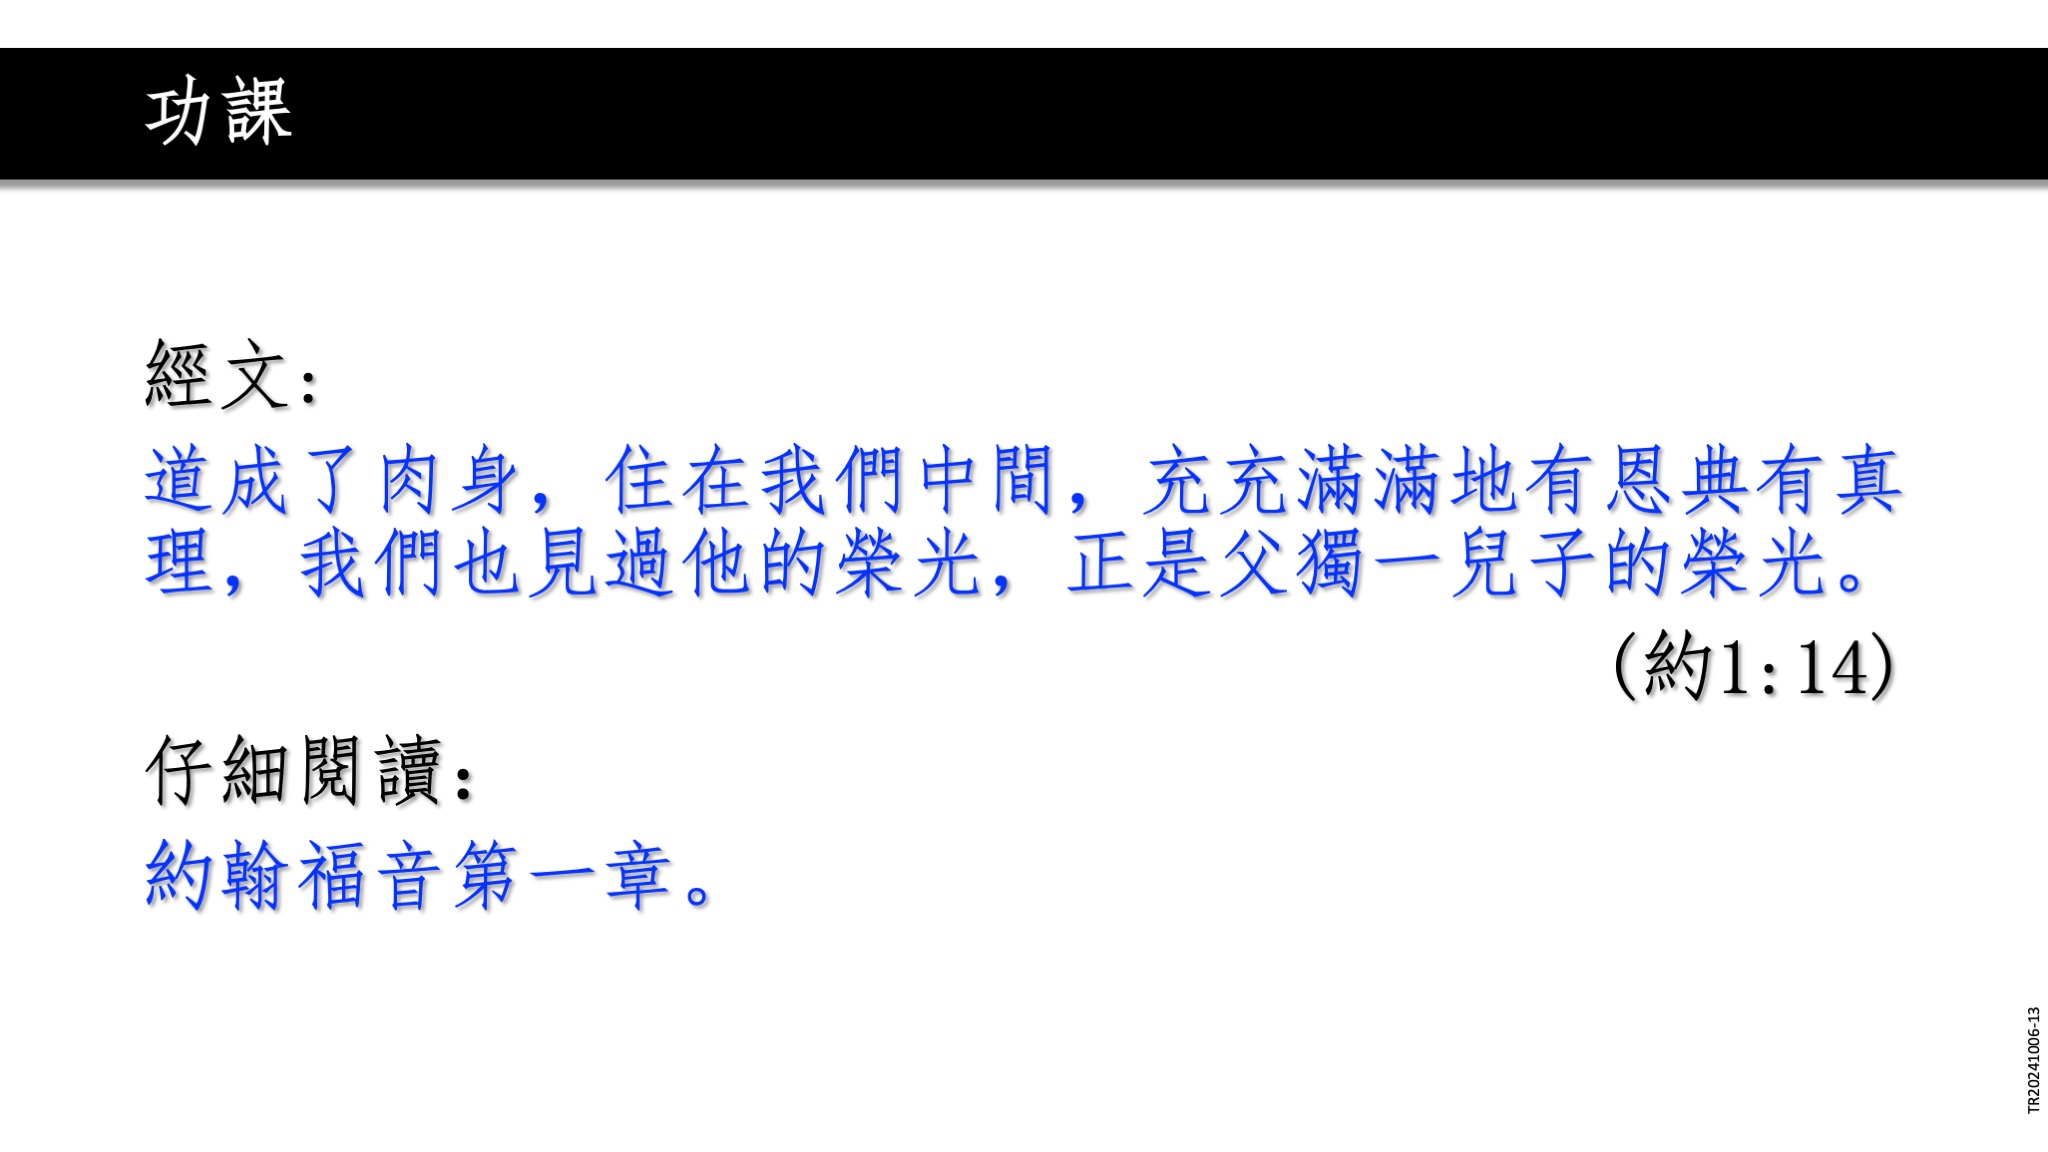 功課
經文:
道成了肉身，住在我們中間，充充滿滿地有恩典有真
理，我們也見過他的榮光，正是父獨一兒子的榮光。
(約1:14)
仔細閱讀：
約翰福音第一章。
TR20241006-13